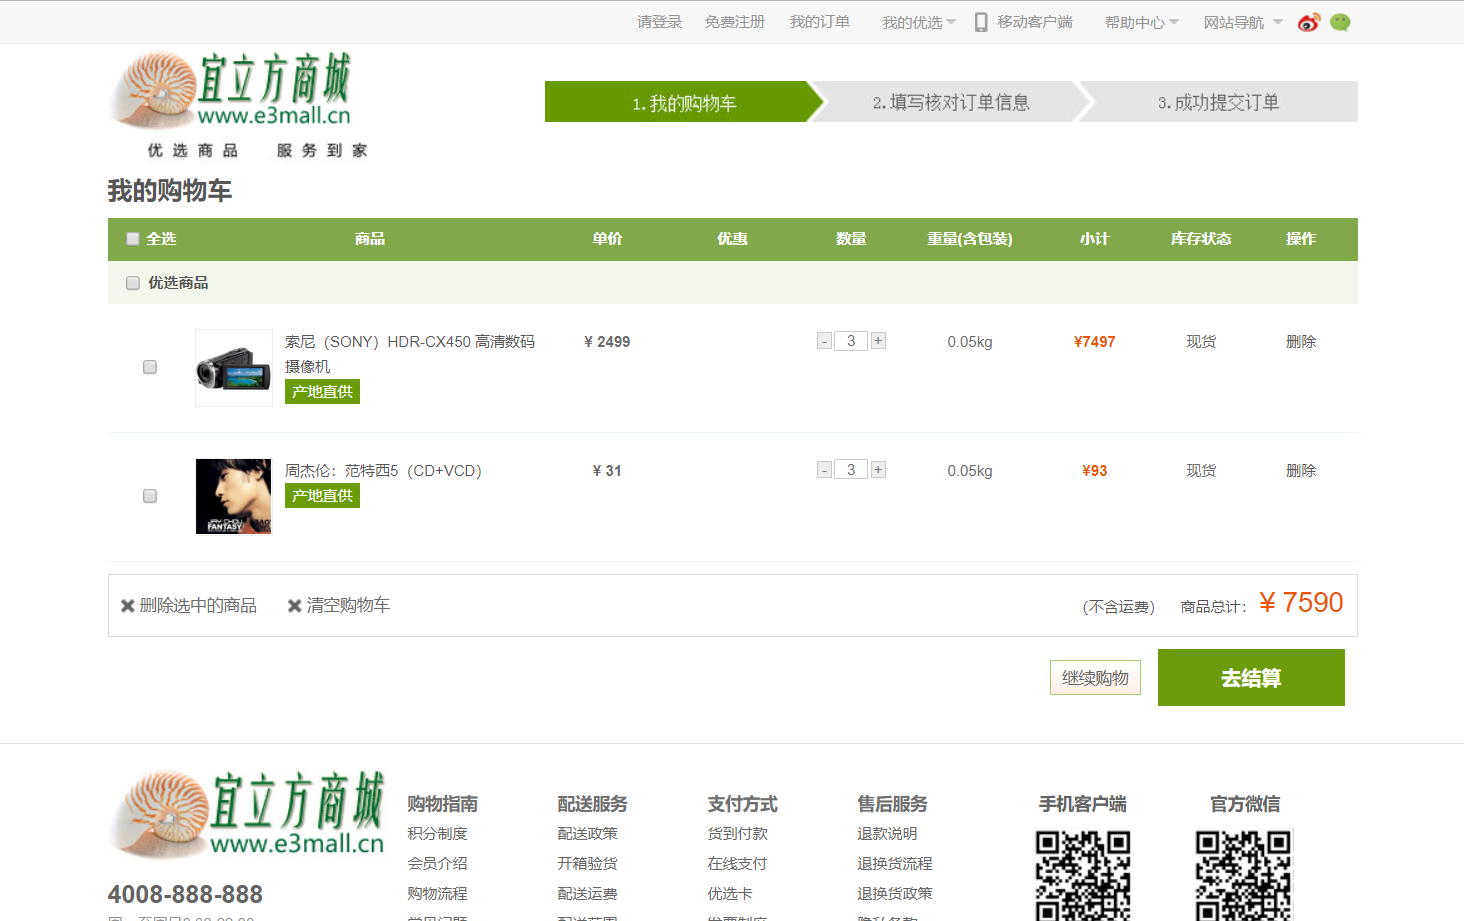 请登录 免费注册 我的订单 我的优选 移动客户端 帮助中心 网站导航
宜立方商城
www.e3mall.cn
优选商品 服务到家
1.我的购物车 2.填写核对订单信息 3.成功提交订单
我的购物车
全选 商品 单价 优惠 数量 重量(含包装) 小计 库存状态 操作
优选商品
索尼（SONY）HDR-CX450 高清数码 ¥ 2499 - 3 + 0.05kg ¥7497 现货 删除
摄像机
产地直供
周杰伦：范特西5（CD+VCD） ¥ 31 - 3 + 0.05kg ¥93 现货 删除
产地直供
JAY CHOU
FANTASY
删除选中的商品 清空购物车 (不含运费) 商品总计： ¥ 7590
继续购物 去结算
宜立方商城
www.e3mall.cn
4008-888-888
购物指南 配送服务 支付方式 售后服务 手机客户端 官方微信
积分制度 配送政策 货到付款 退款说明
会员介绍 开箱验货 在线支付 退换货流程
购物流程 配送运费 优选卡 退换货政策